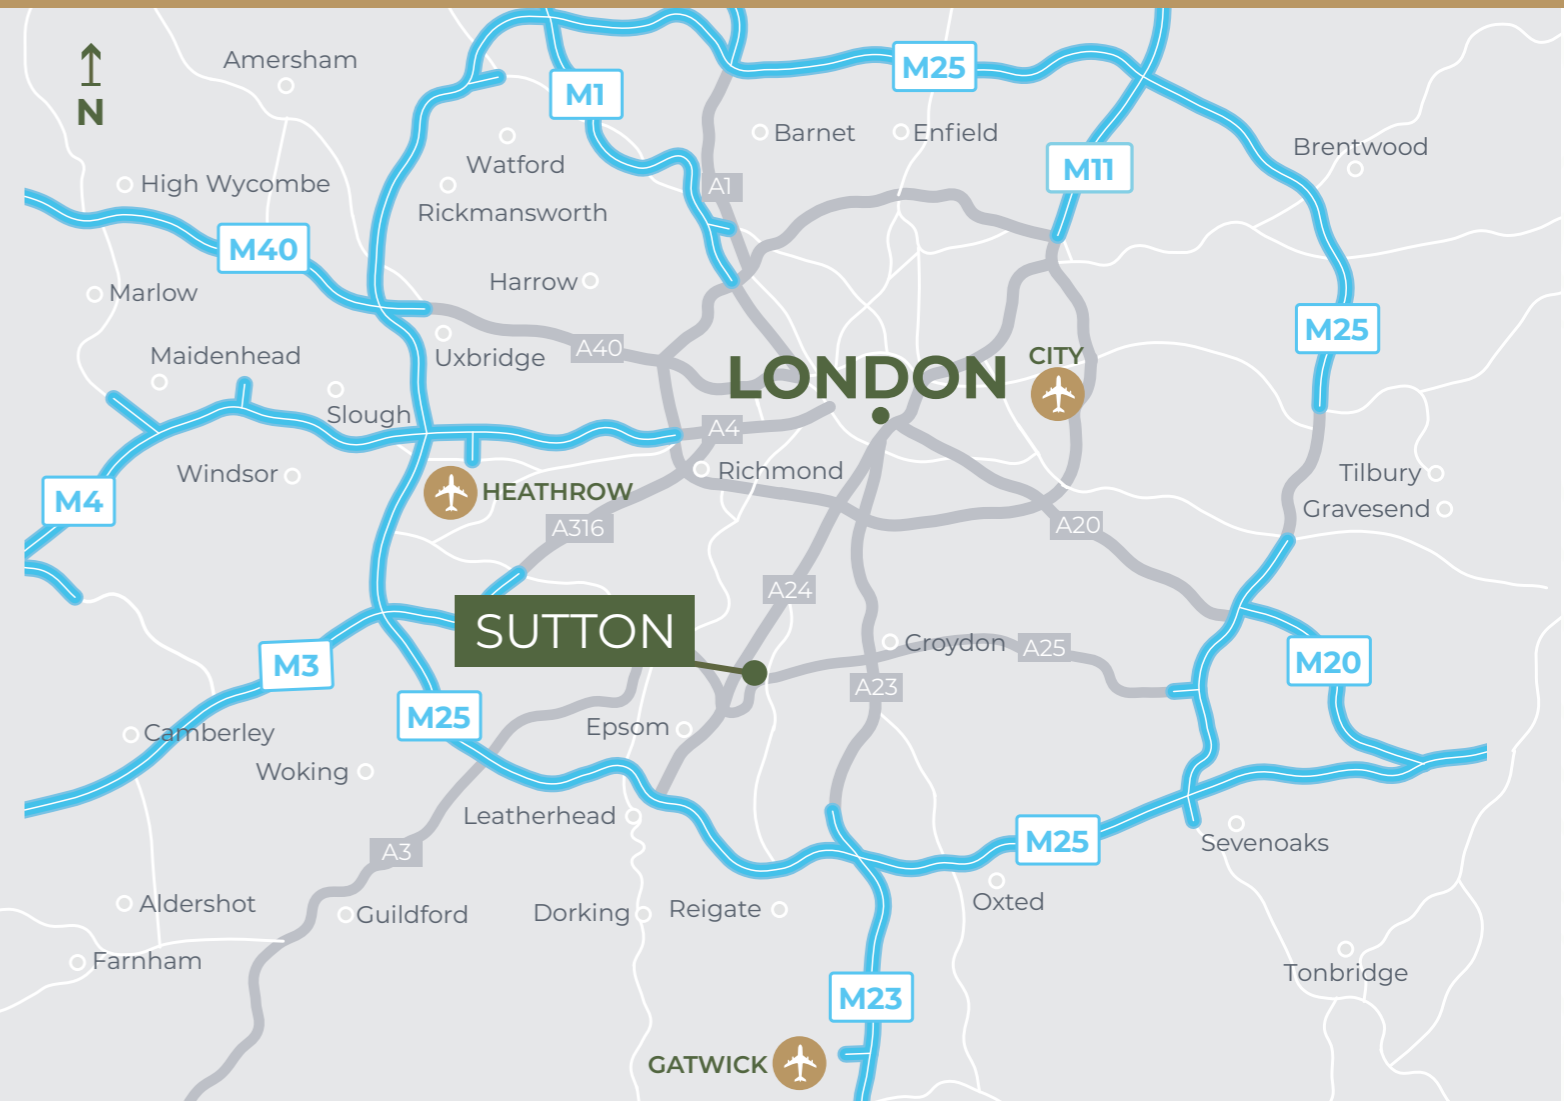 Amersham
M25
M1
N
Barnet
Enfield
Brentwood
Watford
M11
High Wycombe
A1
Rickmansworth
M40
Harrow
Marlow
M25
A40
Maidenhead
Uxbridge
CITY
LONDON
Slough
A4
Windsor
Richmond
Tilbury
HEATHROW
M4
Gravesend
A316
A20
A24
SUTTON
Croydon
A25
M3
M20
A23
M25
Epsom
Camberley
Woking
Leatherhead
M25
Sevenoaks
A3
Aldershot
Guildford
Dorking
Reigate
Oxted
Farnham
Tonbridge
M23
GATWICK